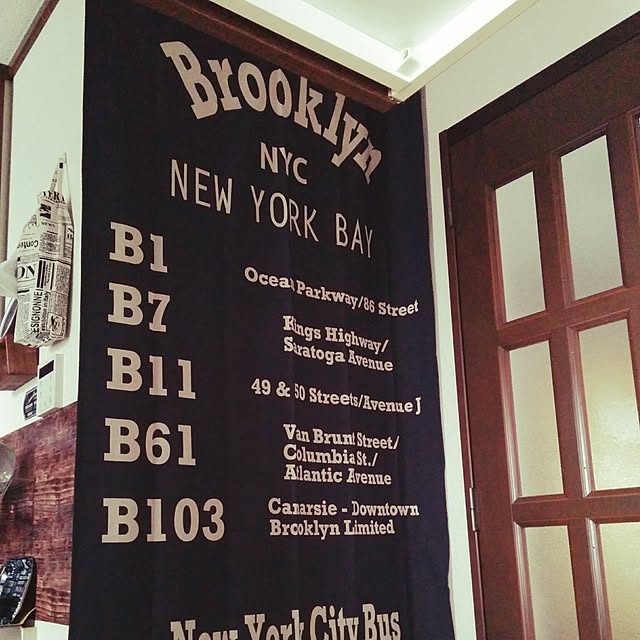 Brooklyn
NYC
NEW YORK BAY
B1
Ocean Parkway/86 Street
B7
Kings Highway/
Saratoga Avenue
B11
49 & 50 Streets/Avenue J
B61
Van Brunt Street/
Columbia St./
Atlantic Avenue
B103
Canarsie - Downtown
Brooklyn Limited
New York City Bus